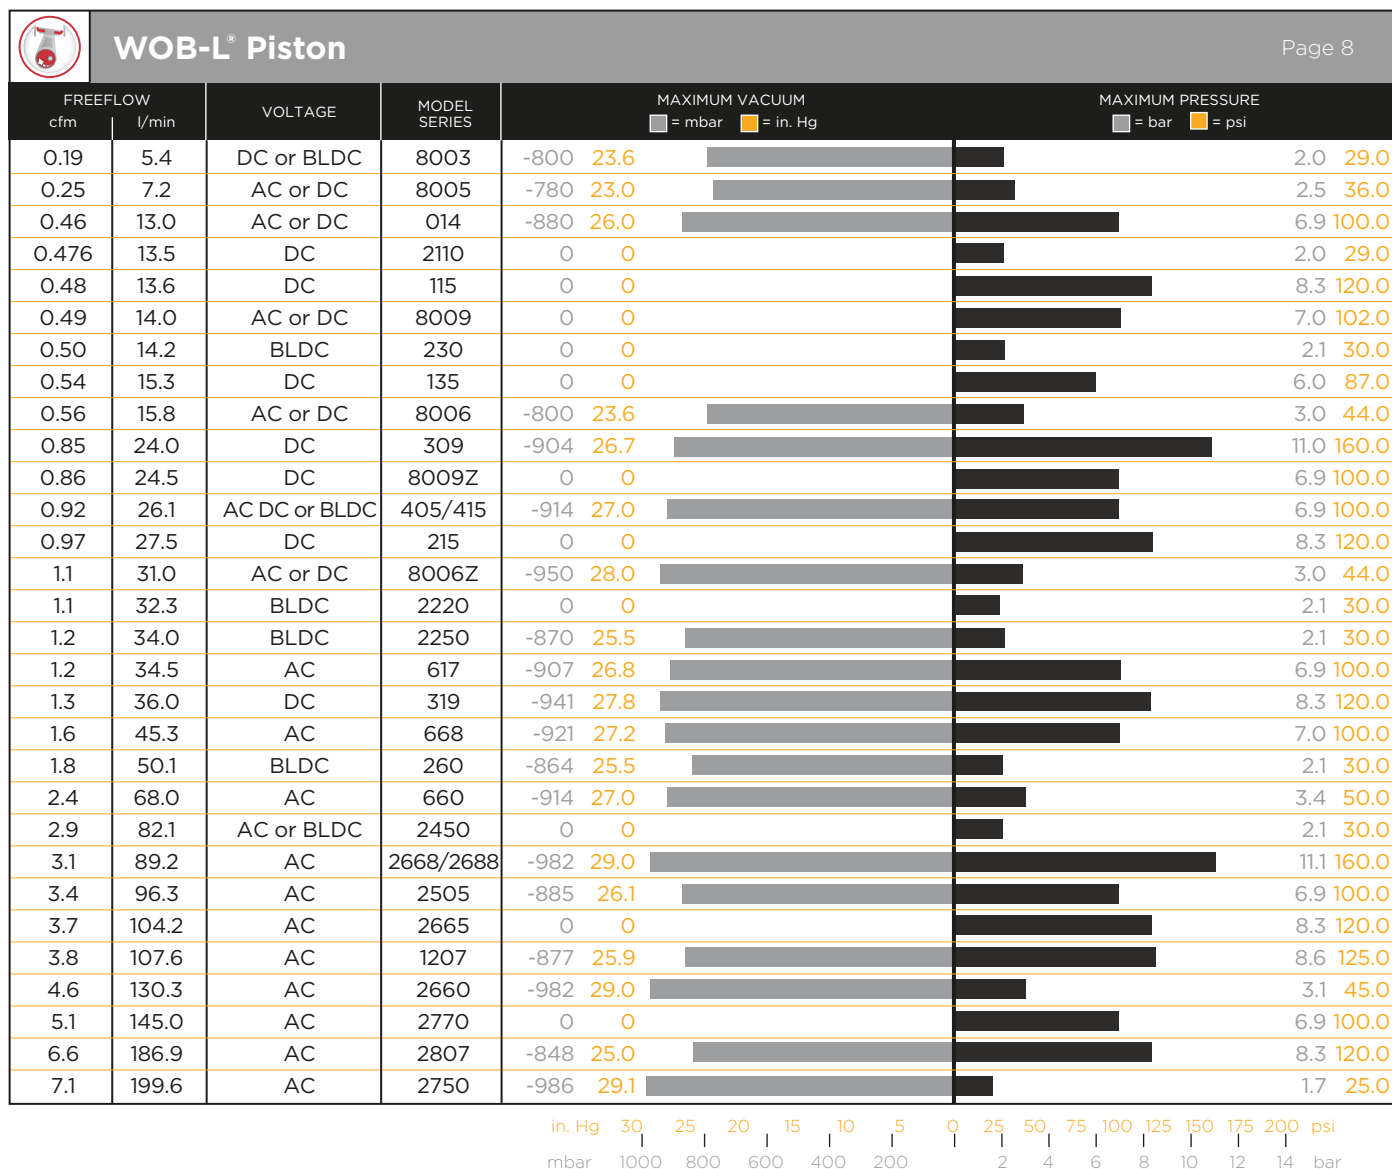 WOB-L® Piston Page 8
FREEFLOW VOLTAGE MODEL SERIES MAXIMUM VACUUM MAXIMUM PRESSURE
cfm l/min = mbar = in. Hg = bar = psi
0.19 5.4 DC or BLDC 8003 -800 23.6 2.0 29.0
0.25 7.2 AC or DC 8005 -780 23.0 2.5 36.0
0.46 13.0 AC or DC 014 -880 26.0 6.9 100.0
0.476 13.5 DC 2110 0 0 2.0 29.0
0.48 13.6 DC 115 0 0 8.3 120.0
0.49 14.0 AC or DC 8009 0 0 7.0 102.0
0.50 14.2 BLDC 230 0 0 2.1 30.0
0.54 15.3 DC 135 0 0 6.0 87.0
0.56 15.8 AC or DC 8006 -800 23.6 3.0 44.0
0.85 24.0 DC 309 -904 26.7 11.0 160.0
0.86 24.5 DC 8009Z 0 0 6.9 100.0
0.92 26.1 AC DC or BLDC 405/415 -914 27.0 6.9 100.0
0.97 27.5 DC 215 0 0 8.3 120.0
1.1 31.0 AC or DC 8006Z -950 28.0 3.0 44.0
1.1 32.3 BLDC 2220 0 0 2.1 30.0
1.2 34.0 BLDC 2250 -870 25.5 2.1 30.0
1.2 34.5 AC 617 -907 26.8 6.9 100.0
1.3 36.0 DC 319 -941 27.8 8.3 120.0
1.6 45.3 AC 668 -921 27.2 7.0 100.0
1.8 50.1 BLDC 260 -864 25.5 2.1 30.0
2.4 68.0 AC 660 -914 27.0 3.4 50.0
2.9 82.1 AC or BLDC 2450 0 0 2.1 30.0
3.1 89.2 AC 2668/2688 -982 29.0 11.1 160.0
3.4 96.3 AC 2505 -885 26.1 6.9 100.0
3.7 104.2 AC 2665 0 0 8.3 120.0
3.8 107.6 AC 1207 -877 25.9 8.6 125.0
4.6 130.3 AC 2660 -982 29.0 3.1 45.0
5.1 145.0 AC 2770 0 0 6.9 100.0
6.6 186.9 AC 2807 -848 25.0 8.3 120.0
7.1 199.6 AC 2750 -986 29.1 1.7 25.0
in. Hg 30 25 20 15 10 5 0 25 50 75 100 125 150 175 200 psi
mbar 1000 800 600 400 200 2 4 6 8 10 12 14 bar